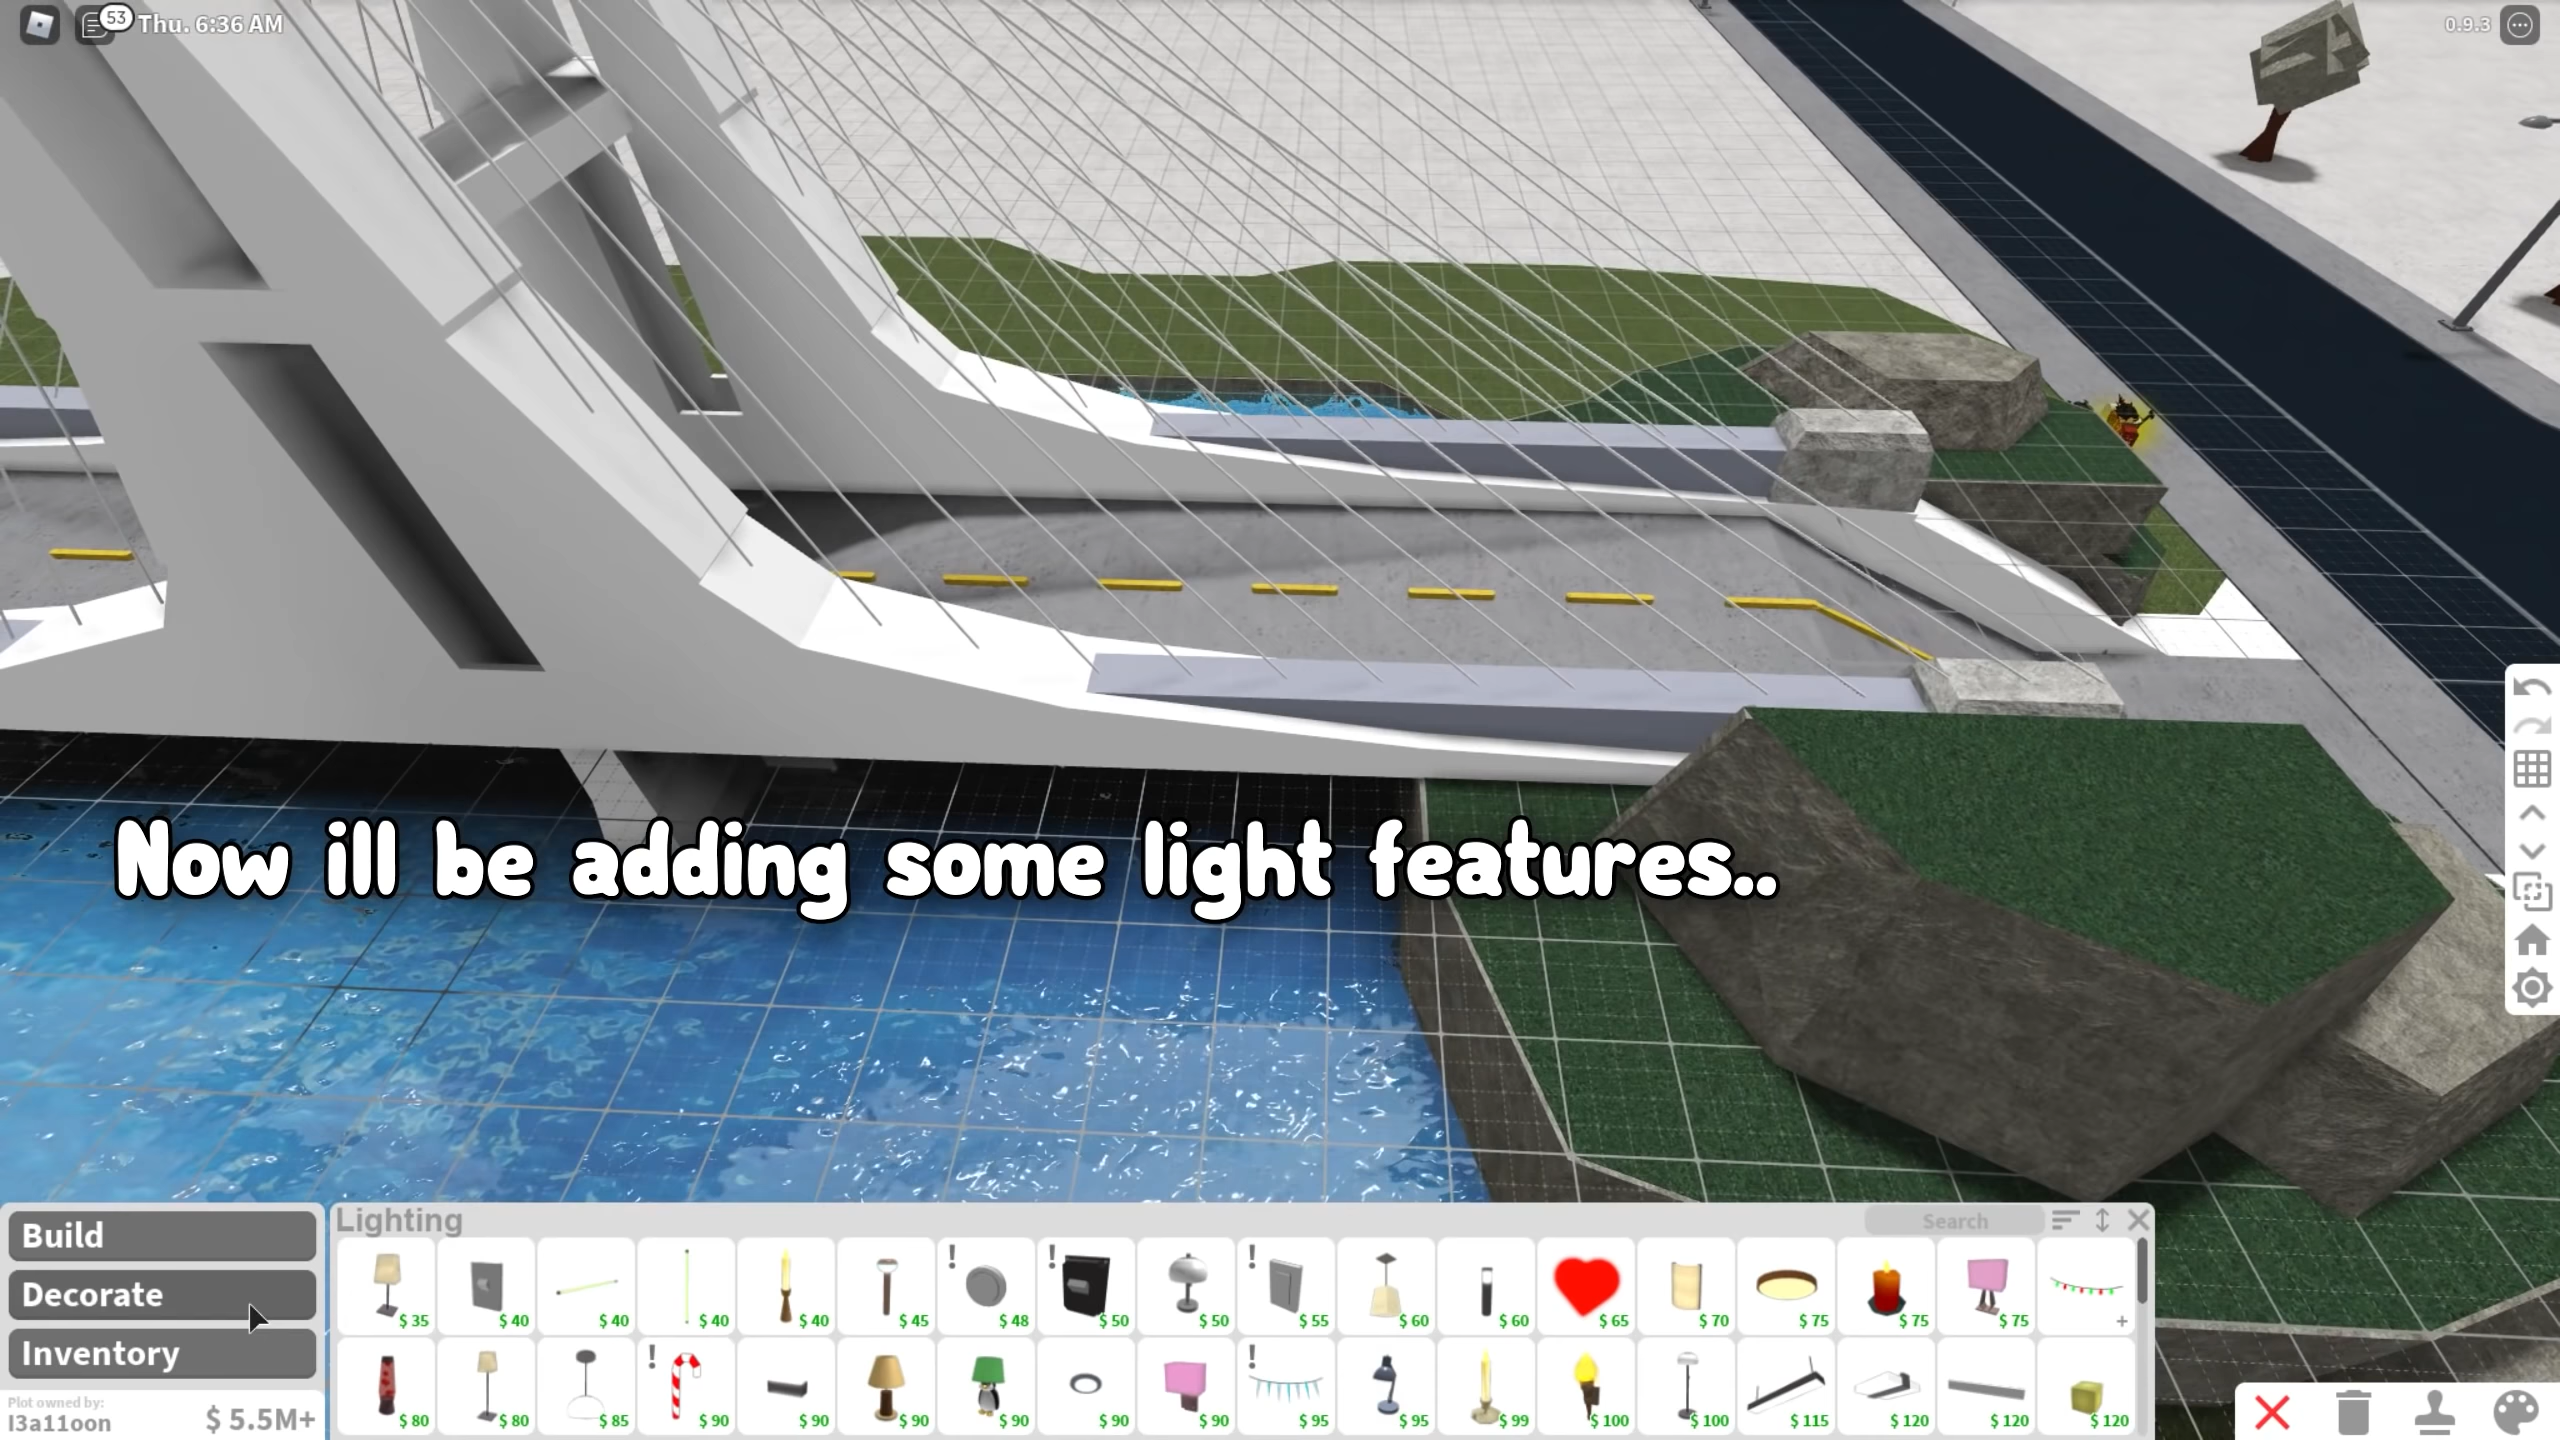 53 Thu. 6:36 AM
0.9.3
Now ill be adding some light features..
Build
Decorate
Inventory
Plot owned by:
l3a11oon
$ 5.5M+
Lighting
Search
$ 35 $ 40 $ 40 $ 40 $ 40 $ 45 ! $ 48 ! $ 50 $ 50 ! $ 55 $ 60 $ 60 $ 65 $ 70 $ 75 $ 75 $ 75 +
$ 80 $ 80 $ 85 ! $ 90 $ 90 $ 90 $ 90 $ 90 $ 90 ! $ 95 $ 95 $ 99 $ 100 $ 100 $ 115 $ 120 $ 120 $ 120